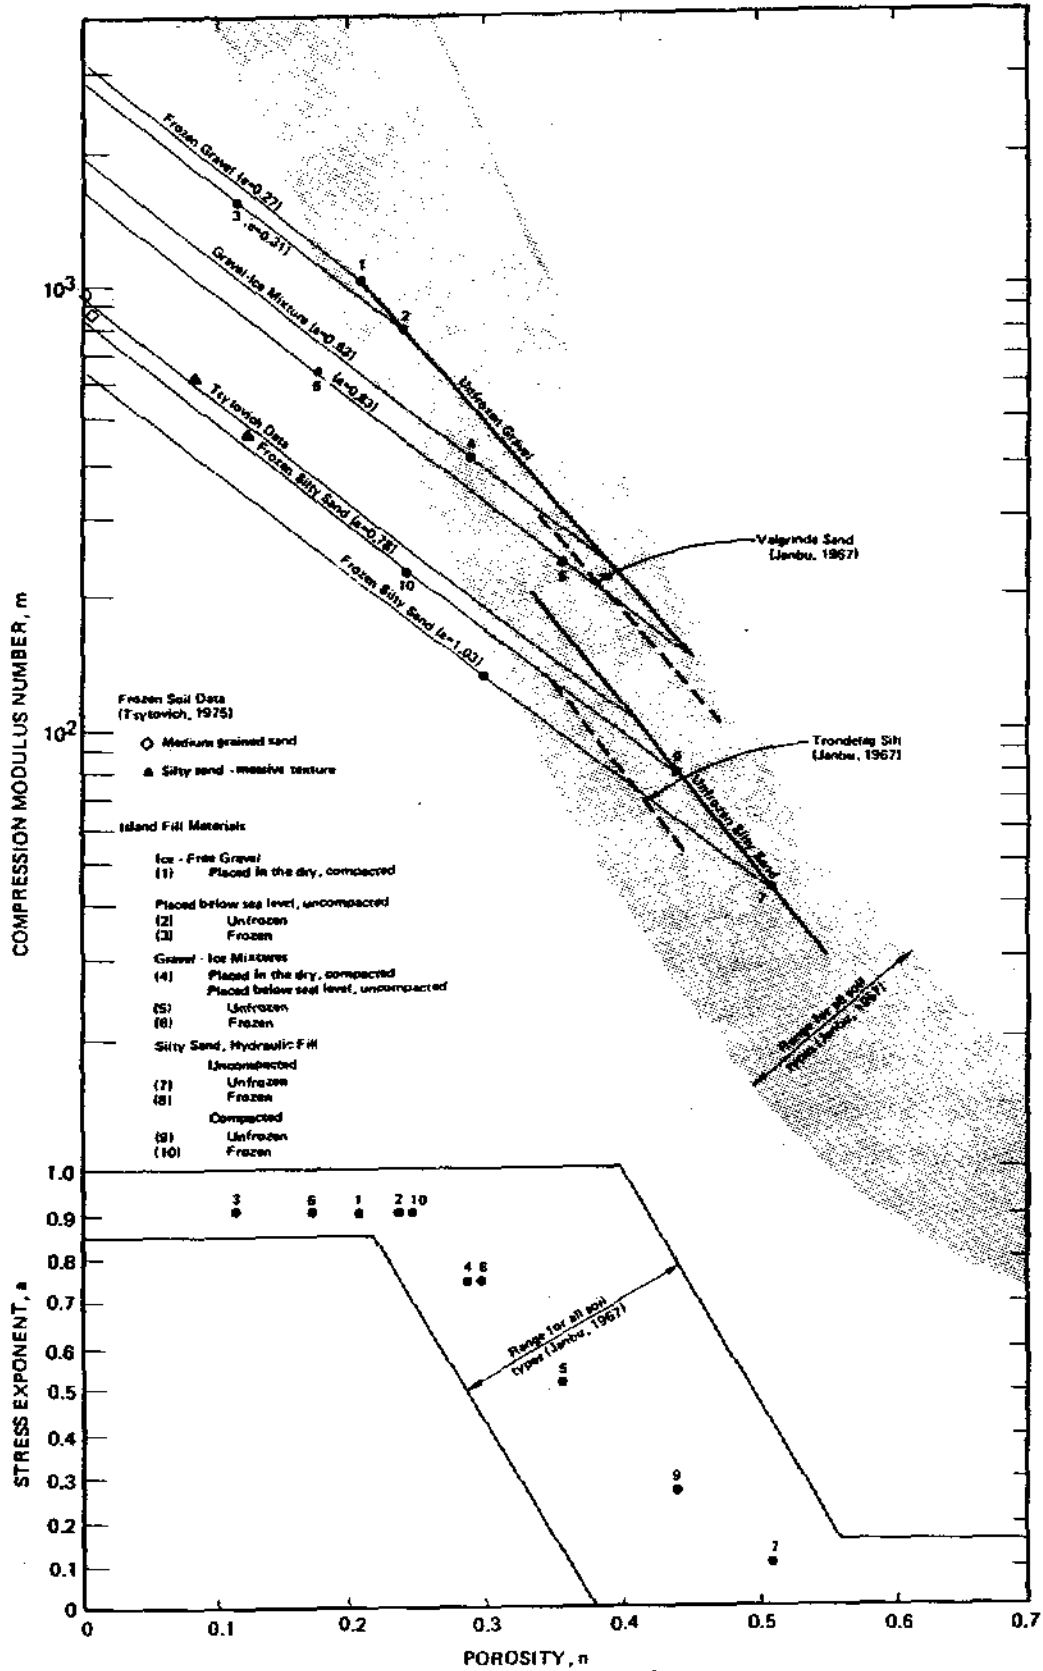 COMPRESSION MODULUS NUMBER, m
10³
10²
Frozen Gravel (e=0.27)
3 (e=0.31)
1
2
Gravel-Ice Mixture (e=0.62)
6 (e=0.63)
Unfrozen Gravel
4
5
Tsytovich Data
Frozen Silty Sand (e=0.78)
10
Frozen Silty Sand (e=1.03)
Valgrinda Sand
(Janbu, 1967)
Trondelag Silt
(Janbu, 1967)
Unfrozen Silty Sand
7
Range for all soil
types (Janbu, 1967)
Frozen Soil Data
(Tsytovich, 1975)
Medium grained sand
Silty sand - massive texture
Island Fill Materials
Ice - Free Gravel
(1) Placed in the dry, compacted
Placed below sea level, uncompacted
(2) Unfrozen
(3) Frozen
Gravel - Ice Mixtures
(4) Placed in the dry, compacted
Placed below seal level, uncompacted
(5) Unfrozen
(6) Frozen
Silty Sand, Hydraulic Fill
Uncompacted
(7) Unfrozen
(8) Frozen
Compacted
(9) Unfrozen
(10) Frozen
STRESS EXPONENT, a
1.0
0.9
0.8
0.7
0.6
0.5
0.4
0.3
0.2
0.1
0
3 6 1 2 10
4 8
5
9
7
Range for all soil
types (Janbu, 1967)
0 0.1 0.2 0.3 0.4 0.5 0.6 0.7
POROSITY, n